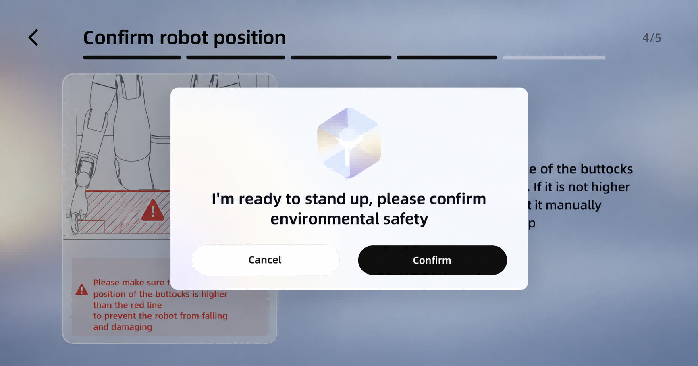 Confirm robot position
4/5
I'm ready to stand up, please confirm
environmental safety
Cancel
Confirm
e of the buttocks
. If it is not higher
t it manually
p
Please make sure t
position of the buttocks is higher
than the red line
to prevent the robot from falling
and damaging